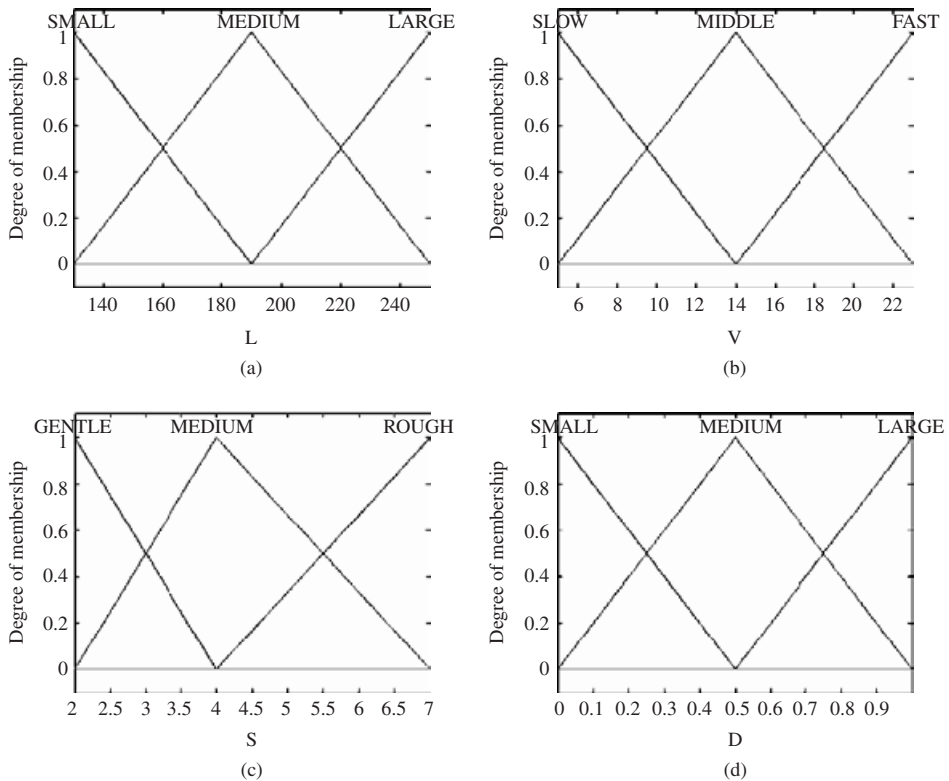 SMALL MEDIUM LARGE
1
0.8
0.6
0.4
0.2
0
Degree of membership
140 160 180 200 220 240
L
(a)
SLOW MIDDLE FAST
1
0.8
0.6
0.4
0.2
0
Degree of membership
6 8 10 12 14 16 18 20 22
V
(b)
GENTLE MEDIUM ROUGH
1
0.8
0.6
0.4
0.2
0
Degree of membership
2 2.5 3 3.5 4 4.5 5 5.5 6 6.5 7
S
(c)
SMALL MEDIUM LARGE
1
0.8
0.6
0.4
0.2
0
Degree of membership
0 0.1 0.2 0.3 0.4 0.5 0.6 0.7 0.8 0.9
D
(d)